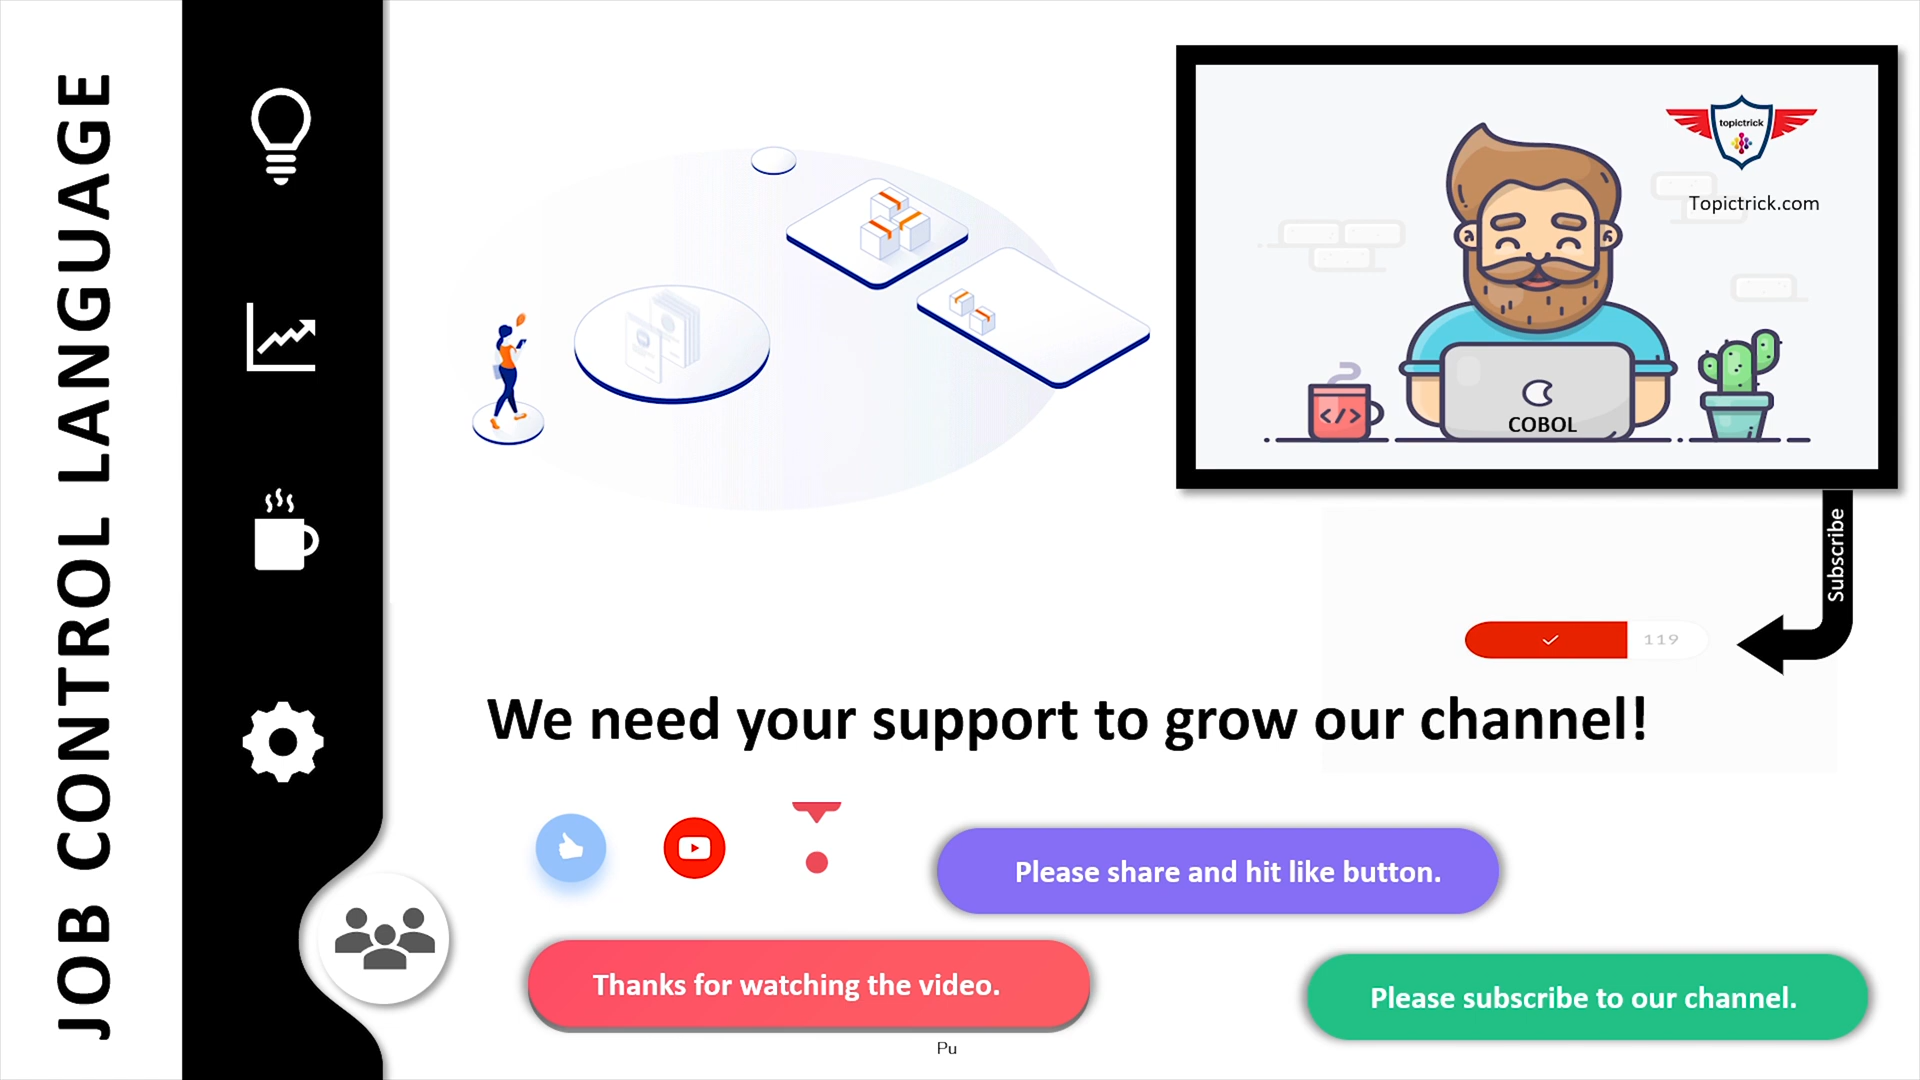 JOB CONTROL LANGUAGE
topictrick
Topictrick.com
</>
COBOL
Subscribe
119
We need your support to grow our channel!
Please share and hit like button.
Thanks for watching the video.
Please subscribe to our channel.
Pu